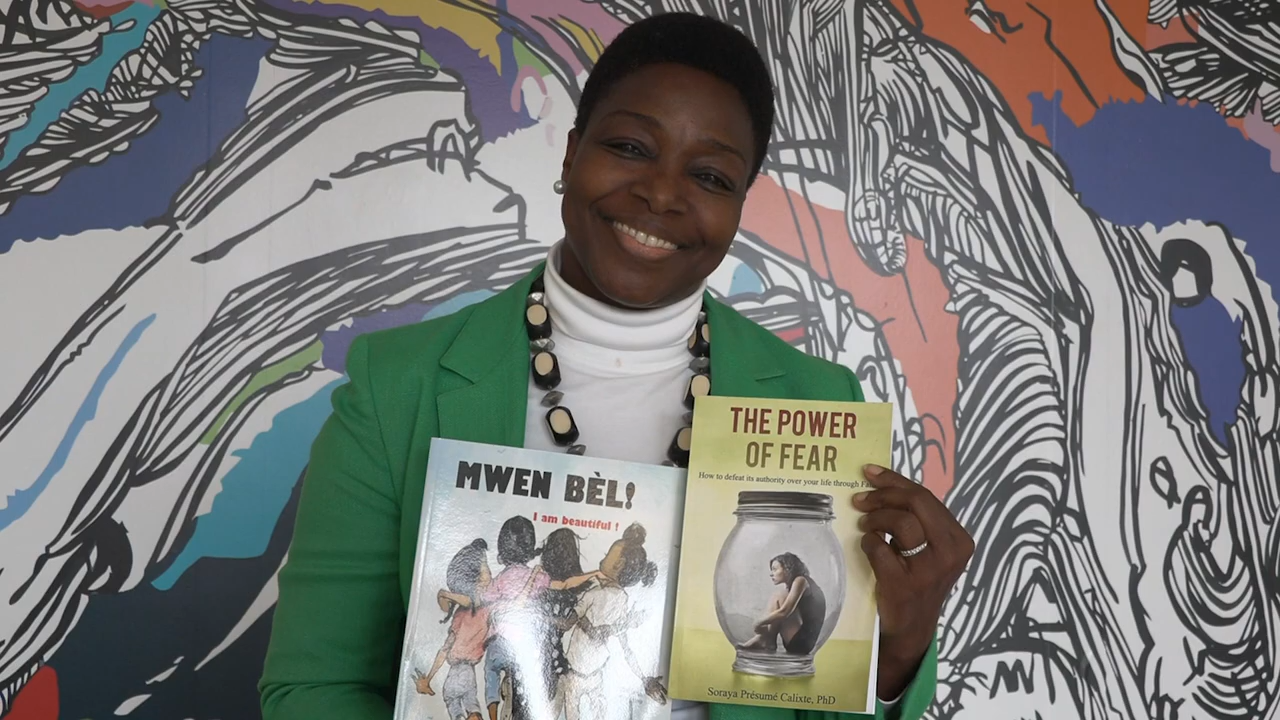 MWEN BÈL!
I am beautiful !
THE POWER
OF FEAR
How to defeat its authority over your life through
Soraya Présumé Calixte, PhD